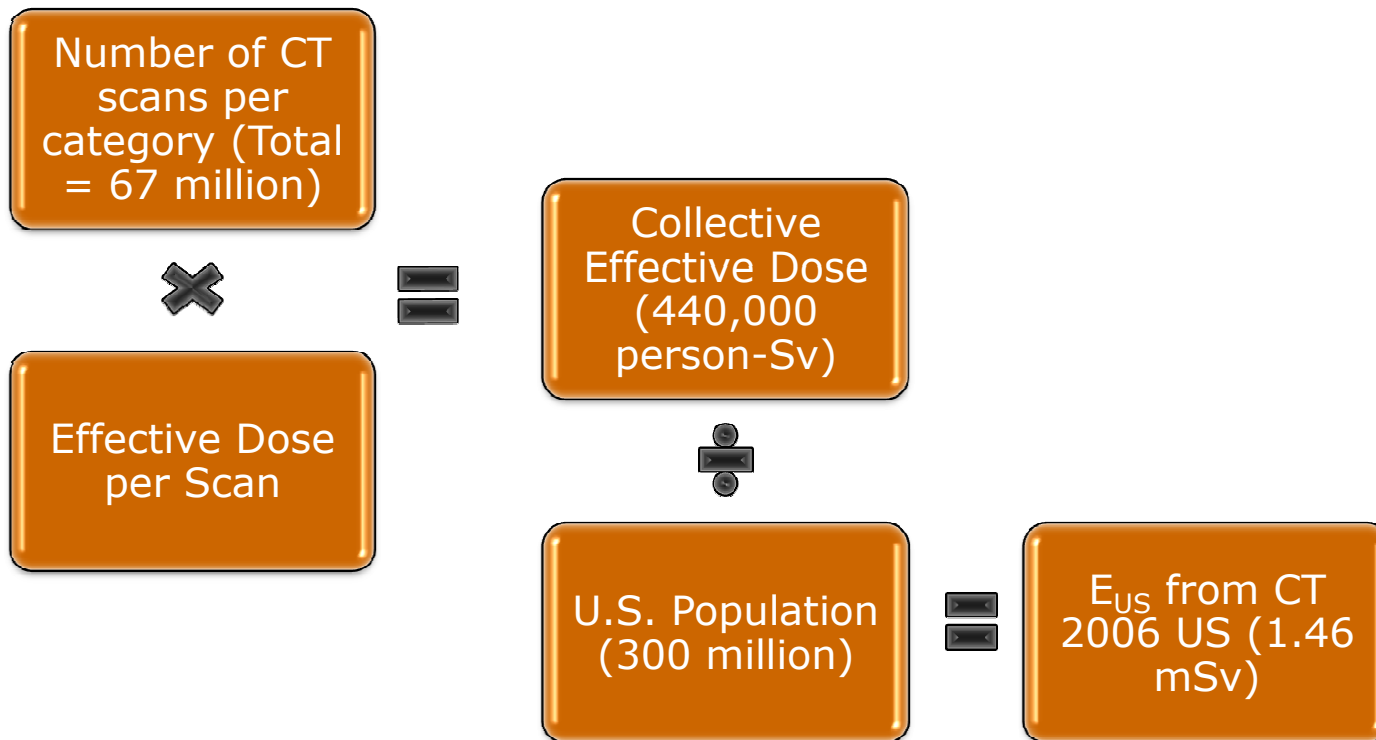 Number of CT
scans per
category (Total
= 67 million)
Effective Dose
per Scan
Collective
Effective Dose
(440,000
person-Sv)
U.S. Population
(300 million)
E_US from CT
2006 US (1.46
mSv)